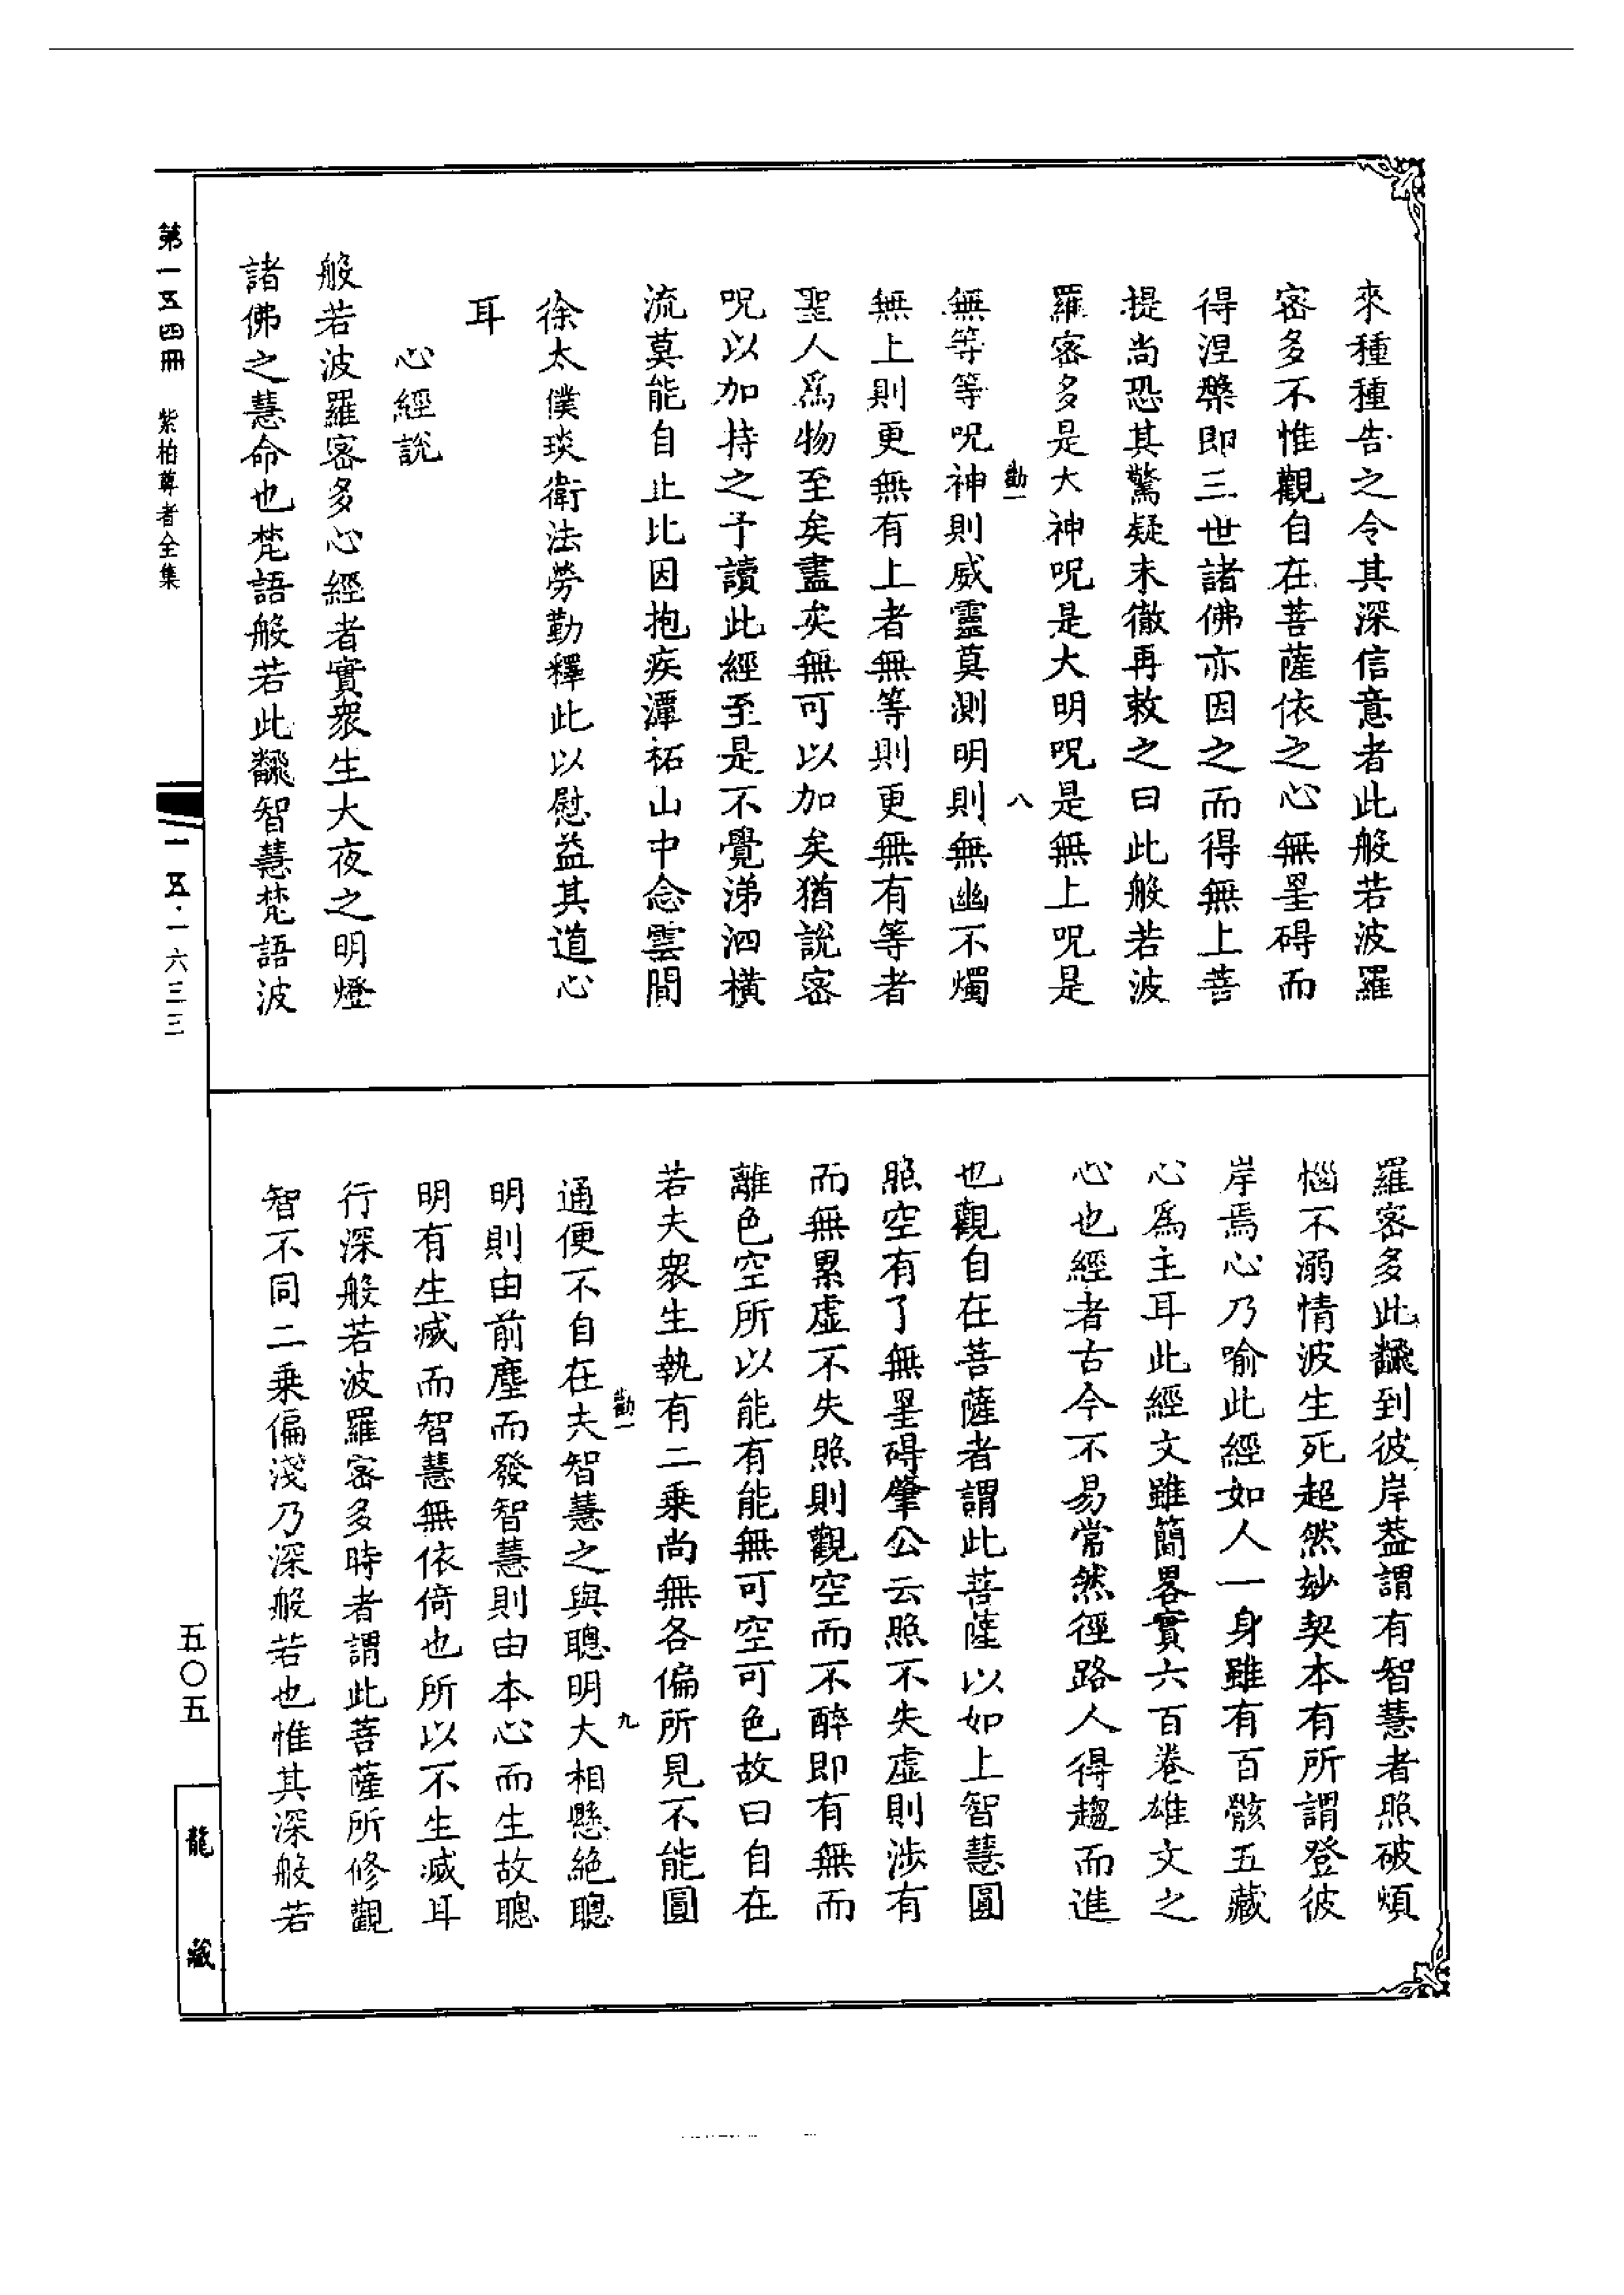 來種種告之令其深信意者此般若波羅
密多不惟觀自在菩薩依之心無罣碍而
得涅槃即三世諸佛亦因之而得無上菩
提尚恐其驚疑未徹再敕之曰此般若波
羅密多是大神呪是大明呪是無上呪是
勸一 八
無等等呪神則威靈莫測明則無幽不燭
無上則更無有上者無等則更無有等者
聖人爲物至矣盡矣無可以加矣猶說密
呪以加持之予讀此經至是不覺涕泗橫
流莫能自止比因抱疾潭柘山中念雲間
徐太僕琰衛法勞勤釋此以慰益其道心
耳
心經說
般若波羅密多心經者實衆生大夜之明燈
諸佛之慧命也梵語般若此飜智慧梵語波
羅密多此飜到彼岸葢謂有智慧者照破煩
惱不溺情波生死超然妙契本有所謂登彼
岸焉心乃喻此經如人一身雖有百骸五藏
心爲主耳此經文雖簡畧實六百卷雄文之
心也經者古今不易常然徑路人得趨而進
也觀自在菩薩者謂此菩薩以如上智慧圓
照空有了無罣碍肇公云照不失虛則涉有
而無累虛不失照則觀空而不醉即有無而
離色空所以能有能無可空可色故曰自在
若夫衆生執有二乘尚無各偏所見不能圓
勸一 九
通便不自在夫智慧之與聰明大相懸絕聰
明則由前塵而發智慧則由本心而生故聰
明有生滅而智慧無依倚也所以不生滅耳
行深般若波羅密多時者謂此菩薩所修觀
智不同二乘偏淺乃深般若也惟其深般若
第一五四冊 紫柏尊者全集
一五·一六三三
五〇五
龍藏